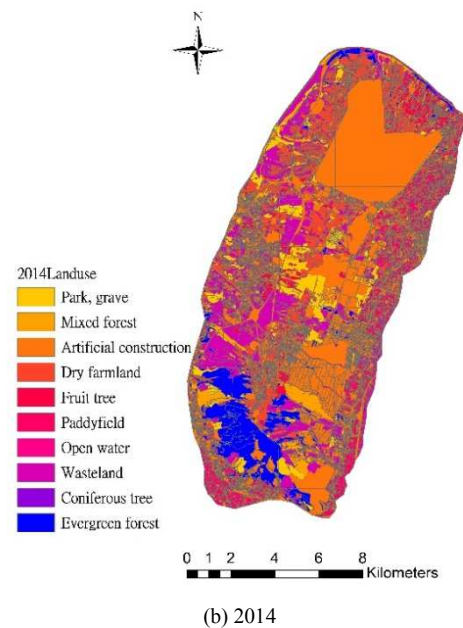 N
2014Landuse
Park, grave
Mixed forest
Artificial construction
Dry farmland
Fruit tree
Paddyfield
Open water
Wasteland
Coniferous tree
Evergreen forest
0 1 2 4 6 8
Kilometers
(b) 2014